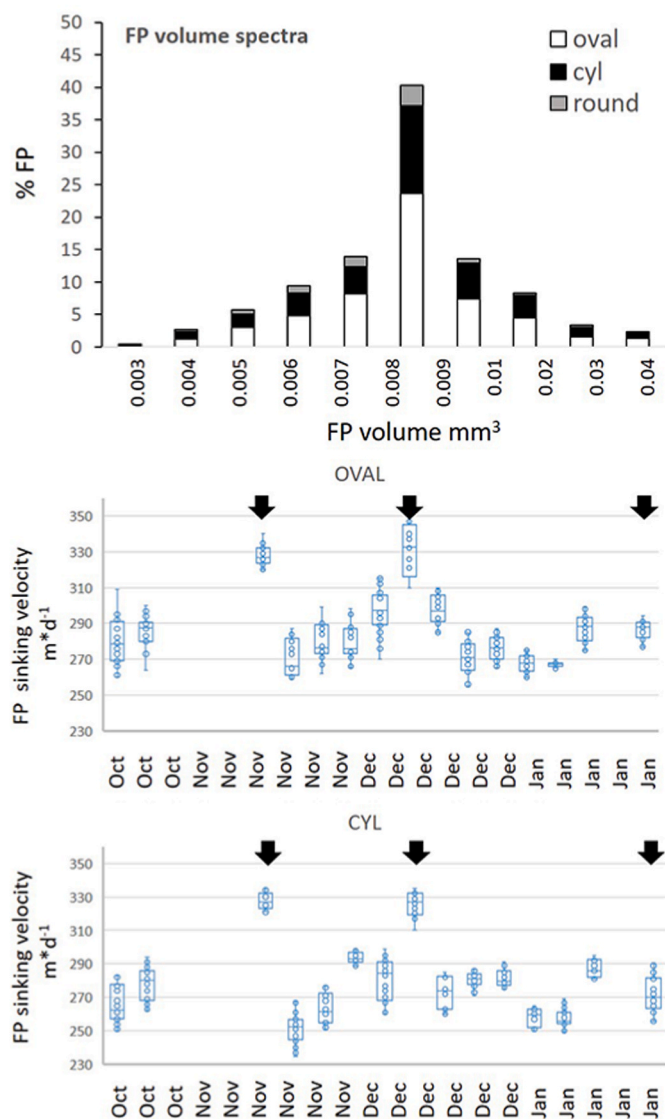 FP volume spectra
oval
cyl
round
% FP
50
45
40
35
30
25
20
15
10
5
0
0.003 0.004 0.005 0.006 0.007 0.008 0.009 0.01 0.02 0.03 0.04
FP volume mm³
OVAL
FP sinking velocity
m*d⁻¹
350
330
310
290
270
250
230
Oct Oct Oct Nov Nov Nov Nov Nov Nov Dec Dec Dec Dec Dec Jan Jan Jan Jan Jan
CYL
FP sinking velocity
m*d⁻¹
350
330
310
290
270
250
230
Oct Oct Oct Nov Nov Nov Nov Nov Nov Dec Dec Dec Dec Dec Jan Jan Jan Jan Jan